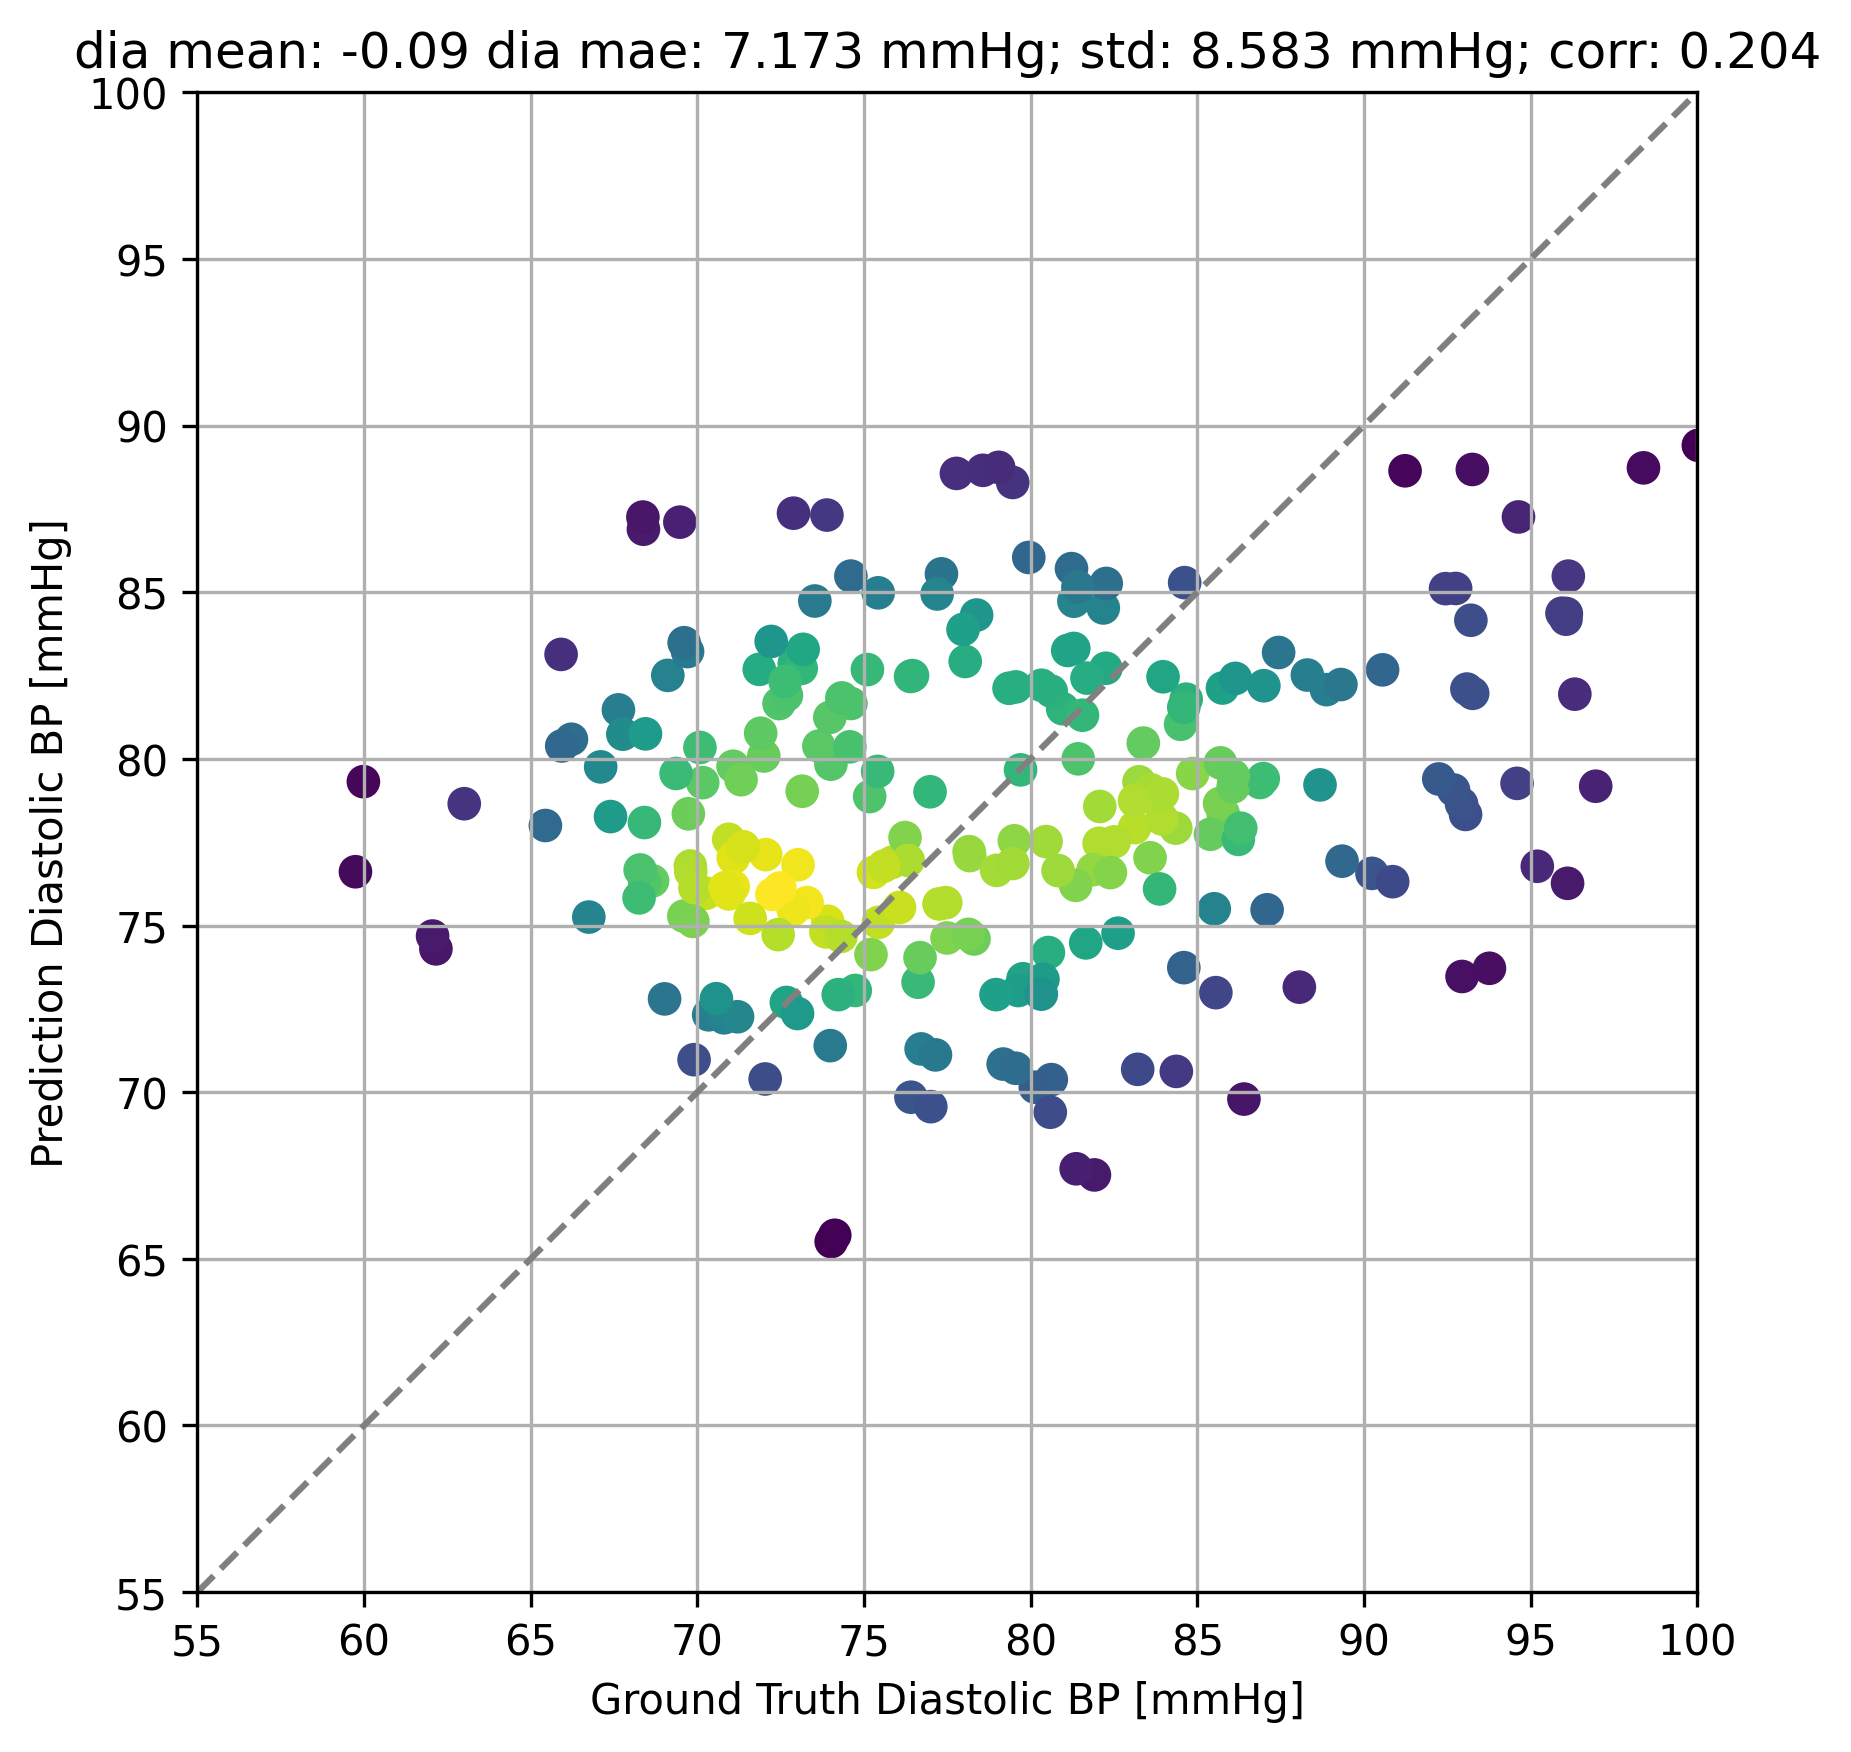 dia mean: -0.09 dia mae: 7.173 mmHg; std: 8.583 mmHg; corr: 0.204
100
95
90
85
80
75
70
65
60
55
Prediction Diastolic BP [mmHg]
55 60 65 70 75 80 85 90 95 100
Ground Truth Diastolic BP [mmHg]